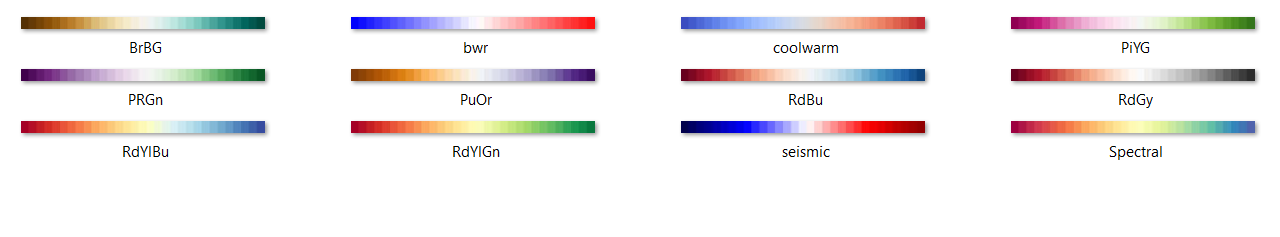 BrBG
bwr
coolwarm
PiYG
PRGn
PuOr
RdBu
RdGy
RdYlBu
RdYlGn
seismic
Spectral